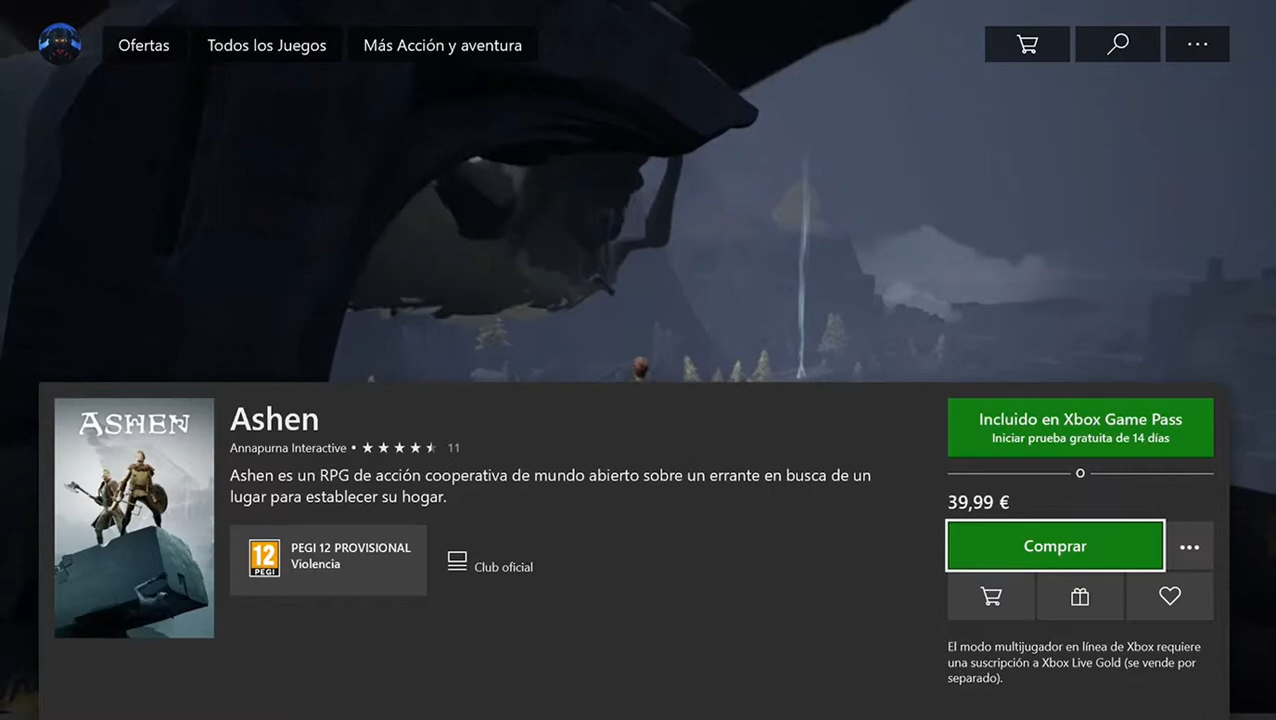 Ofertas
Todos los Juegos
Más Acción y aventura
ASHEN
Ashen
Annapurna Interactive • 11
Ashen es un RPG de acción cooperativa de mundo abierto sobre un errante en busca de un
lugar para establecer su hogar.
12
PEGI
PEGI 12 PROVISIONAL
Violencia
Club oficial
Incluido en Xbox Game Pass
Iniciar prueba gratuita de 14 días
o
39,99 €
Comprar
El modo multijugador en línea de Xbox requiere
una suscripción a Xbox Live Gold (se vende por
separado).